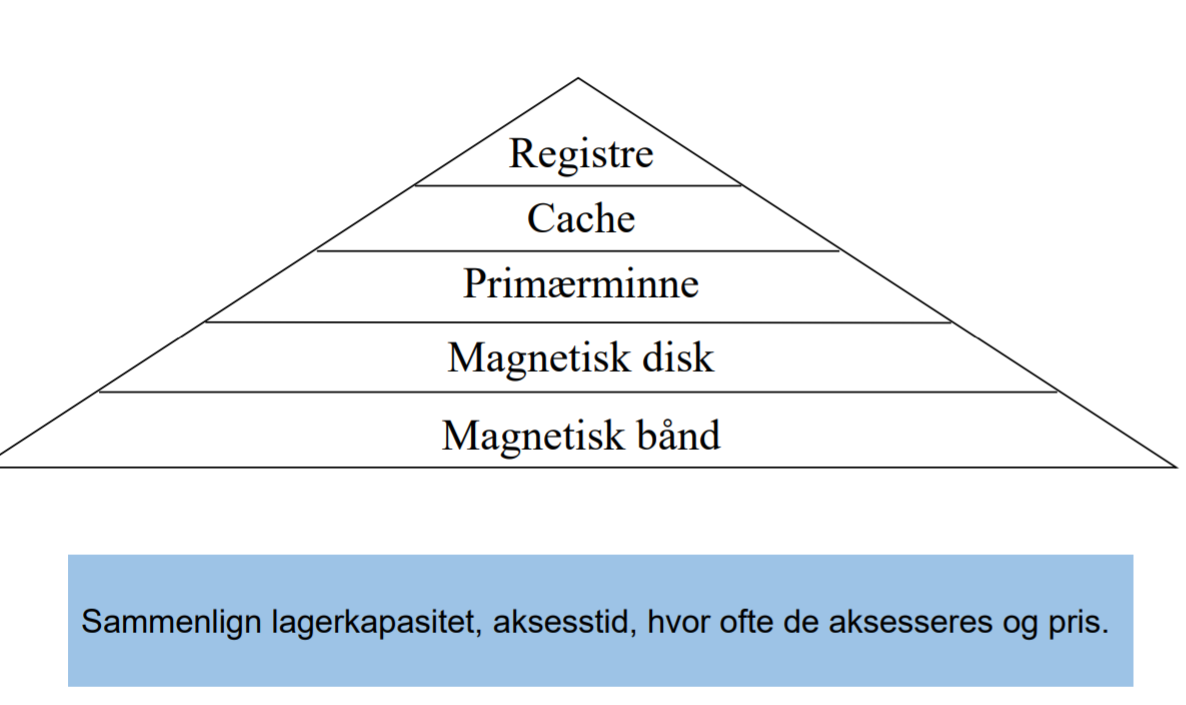 Registre
Cache
Primærminne
Magnetisk disk
Magnetisk bånd
Sammenlign lagerkapasitet, aksesstid, hvor ofte de aksesseres og pris.